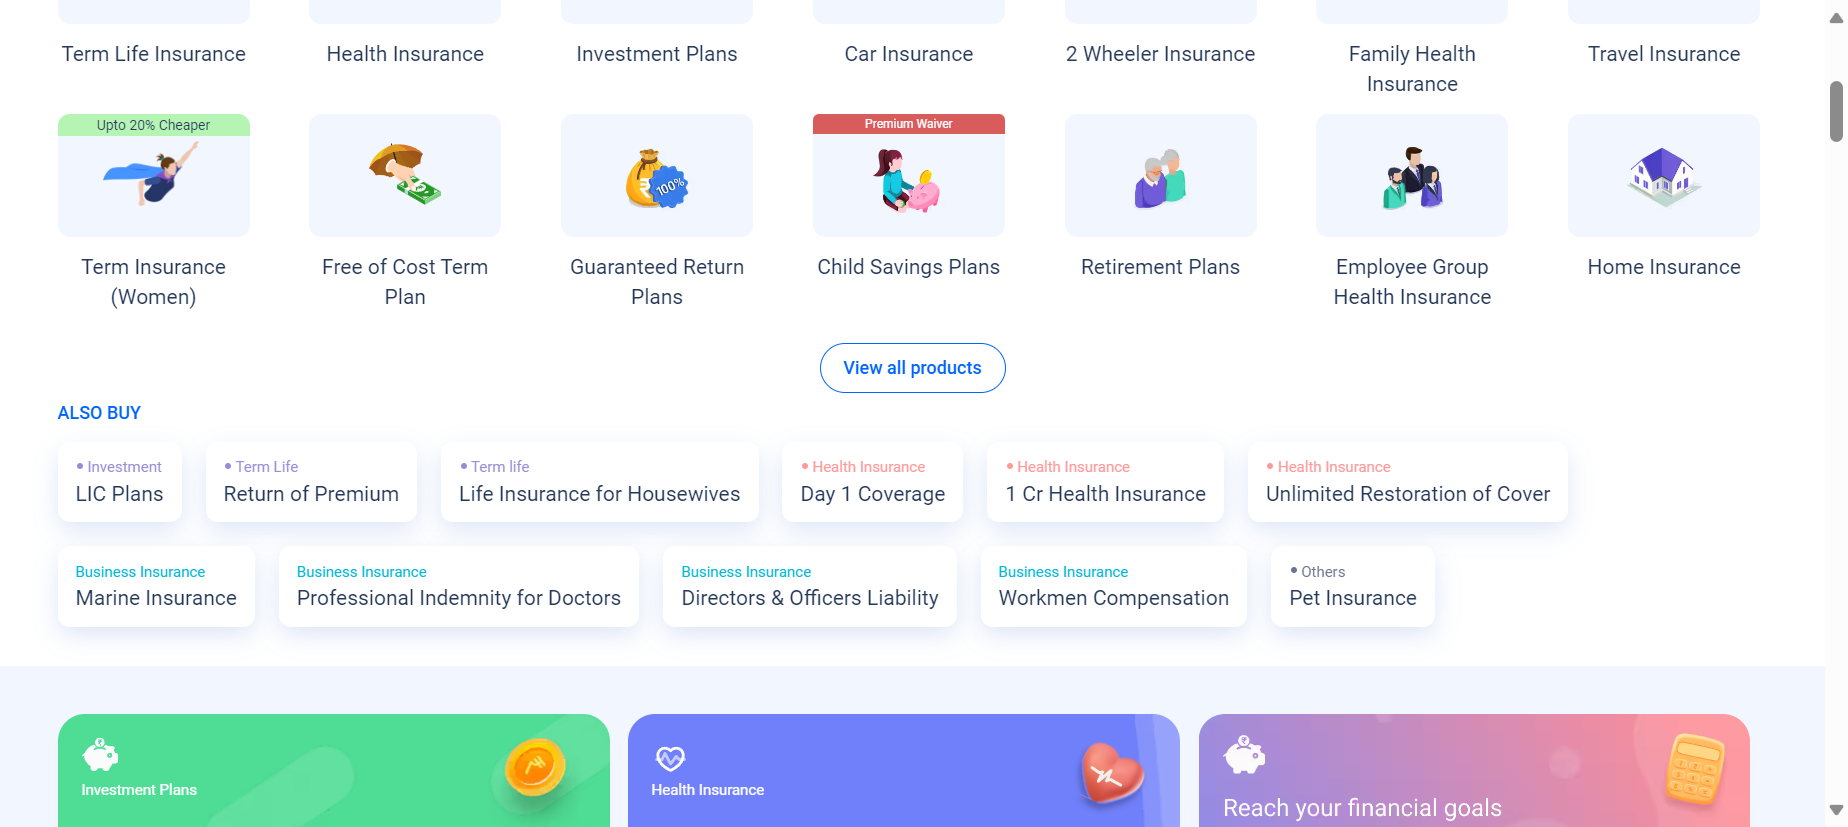 Term Life Insurance
Health Insurance
Investment Plans
Car Insurance
2 Wheeler Insurance
Family Health
Insurance
Travel Insurance
Upto 20% Cheaper
Term Insurance
(Women)
Free of Cost Term
Plan
100%
Guaranteed Return
Plans
Premium Waiver
Child Savings Plans
Retirement Plans
Employee Group
Health Insurance
Home Insurance
View all products
ALSO BUY
• Investment
LIC Plans
• Term Life
Return of Premium
• Term life
Life Insurance for Housewives
• Health Insurance
Day 1 Coverage
• Health Insurance
1 Cr Health Insurance
• Health Insurance
Unlimited Restoration of Cover
Business Insurance
Marine Insurance
Business Insurance
Professional Indemnity for Doctors
Business Insurance
Directors & Officers Liability
Business Insurance
Workmen Compensation
• Others
Pet Insurance
Investment Plans
Health Insurance
Reach your financial goals